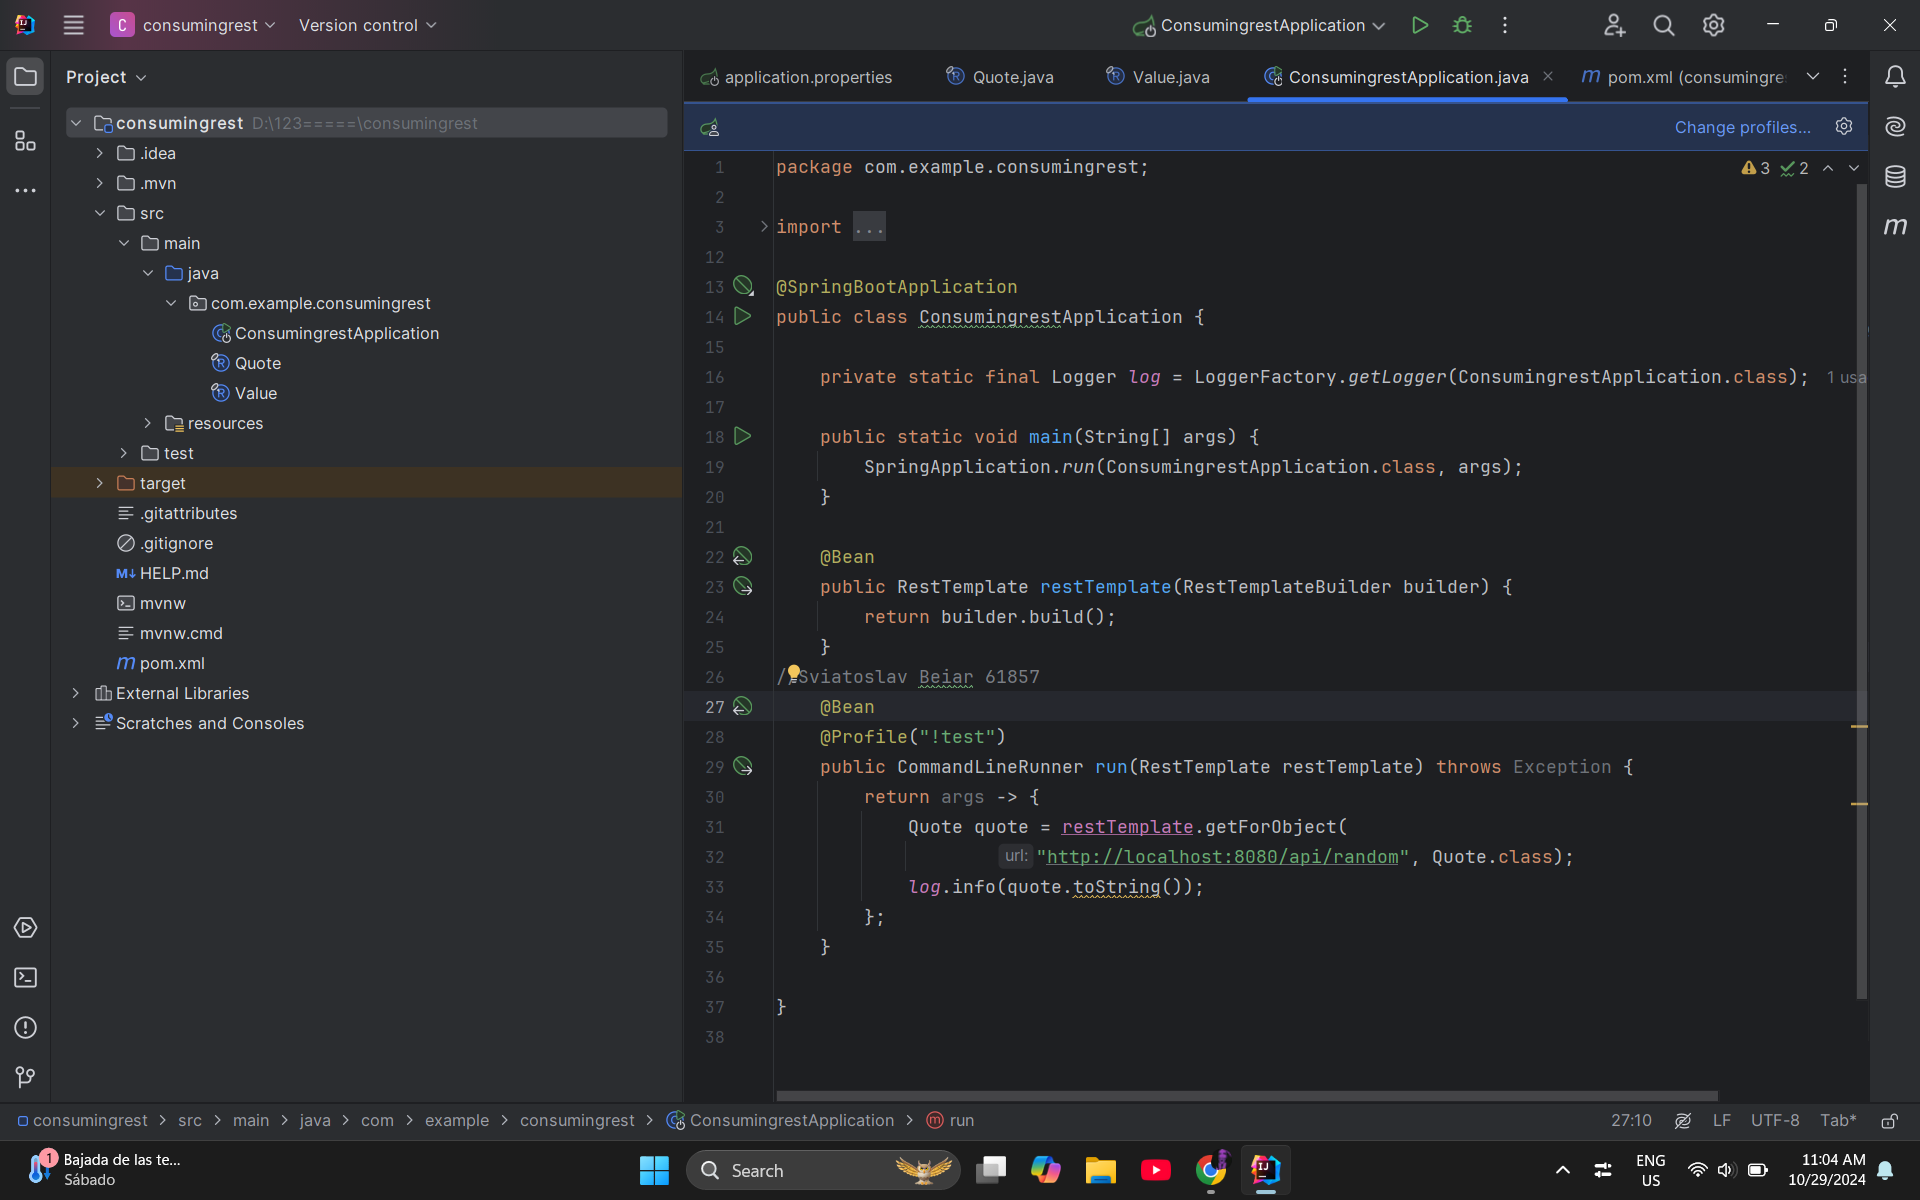 C consumingrest Version control ConsumingrestApplication
Project
consumingrest D:\123=====\consumingrest
.idea
.mvn
src
main
java
com.example.consumingrest
ConsumingrestApplication
Quote
Value
resources
test
target
.gitattributes
.gitignore
M↓ HELP.md
mvnw
mvnw.cmd
m pom.xml
External Libraries
Scratches and Consoles
application.properties Quote.java Value.java ConsumingrestApplication.java m pom.xml (consumingre
Change profiles...
3 2
1 package com.example.consumingrest;
2
3 import ...
12
13 @SpringBootApplication
14 public class ConsumingrestApplication {
15
16 private static final Logger log = LoggerFactory.getLogger(ConsumingrestApplication.class); 1 usa
17
18 public static void main(String[] args) {
19 SpringApplication.run(ConsumingrestApplication.class, args);
20 }
21
22 @Bean
23 public RestTemplate restTemplate(RestTemplateBuilder builder) {
24 return builder.build();
25 }
26 //Sviatoslav Beiar 61857
27 @Bean
28 @Profile("!test")
29 public CommandLineRunner run(RestTemplate restTemplate) throws Exception {
30 return args -> {
31 Quote quote = restTemplate.getForObject(
32 url: "http://localhost:8080/api/random", Quote.class);
33 log.info(quote.toString());
34 };
35 }
36
37 }
38
m
consumingrest > src > main > java > com > example > consumingrest > ConsumingrestApplication > m run
27:10 LF UTF-8 Tab*
1 Bajada de las te...
Sábado
Search
ENG
US
11:04 AM
10/29/2024